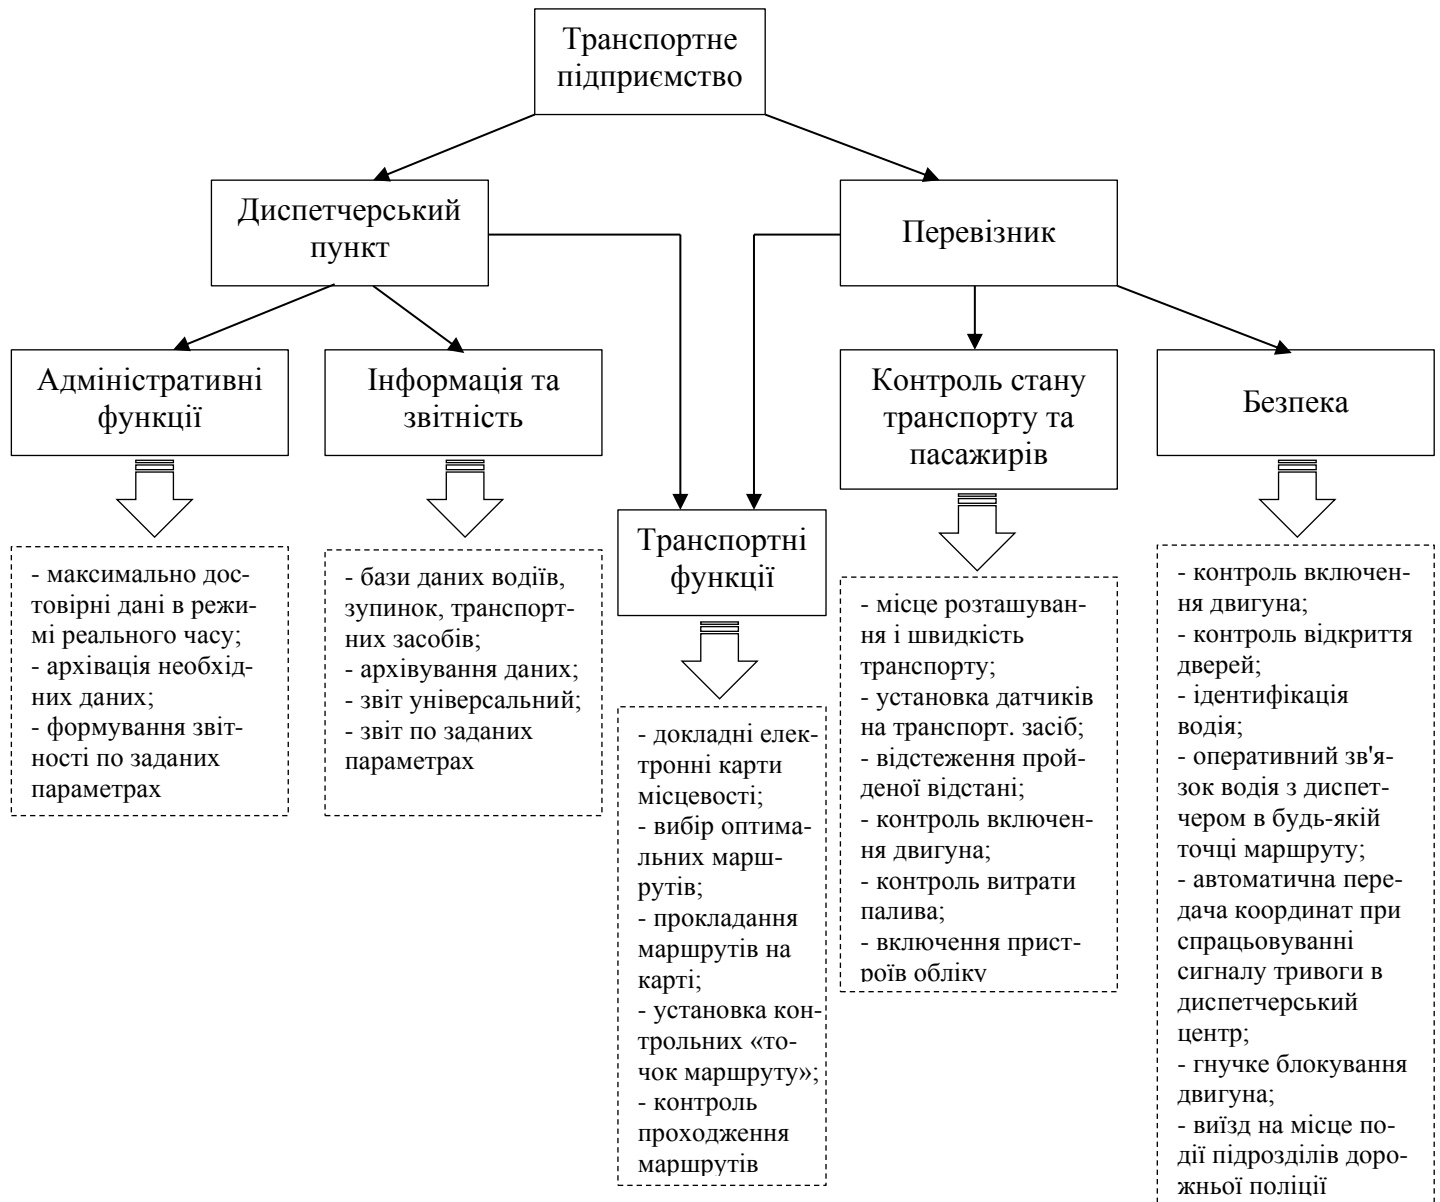 Транспортне
підприємство
Диспетчерський
пункт
Перевізник
Адміністративні
функції
Інформація та
звітність
Контроль стану
транспорту та
пасажирів
Безпека
Транспортні
функції
- максимально дос-
товірні дані в режи-
мі реального часу;
- архівація необхід-
них даних;
- формування звіт-
ності по заданих
параметрах
- бази даних водіїв,
зупинок, транспорт-
них засобів;
- архівування даних;
- звіт універсальний;
- звіт по заданих
параметрах
- докладні елек-
тронні карти
місцевості;
- вибір оптима-
льних марш-
рутів;
- прокладання
маршрутів на
карті;
- установка кон-
трольних «то-
чок маршруту»;
- контроль
проходження
маршрутів
- місце розташуван-
ня і швидкість
транспорту;
- установка датчиків
на транспорт. засіб;
- відстеження прой-
деної відстані;
- контроль включен-
ня двигуна;
- контроль витрати
палива;
- включення прист-
роїв обліку
- контроль включен-
ня двигуна;
- контроль відкриття
дверей;
- ідентифікація
водія;
- оперативний зв'я-
зок водія з диспет-
чером в будь-якій
точці маршруту;
- автоматична пере-
дача координат при
спрацьовуванні
сигналу тривоги в
диспетчерський
центр;
- гнучке блокування
двигуна;
- виїзд на місце по-
дії підрозділів доро-
жньої поліції